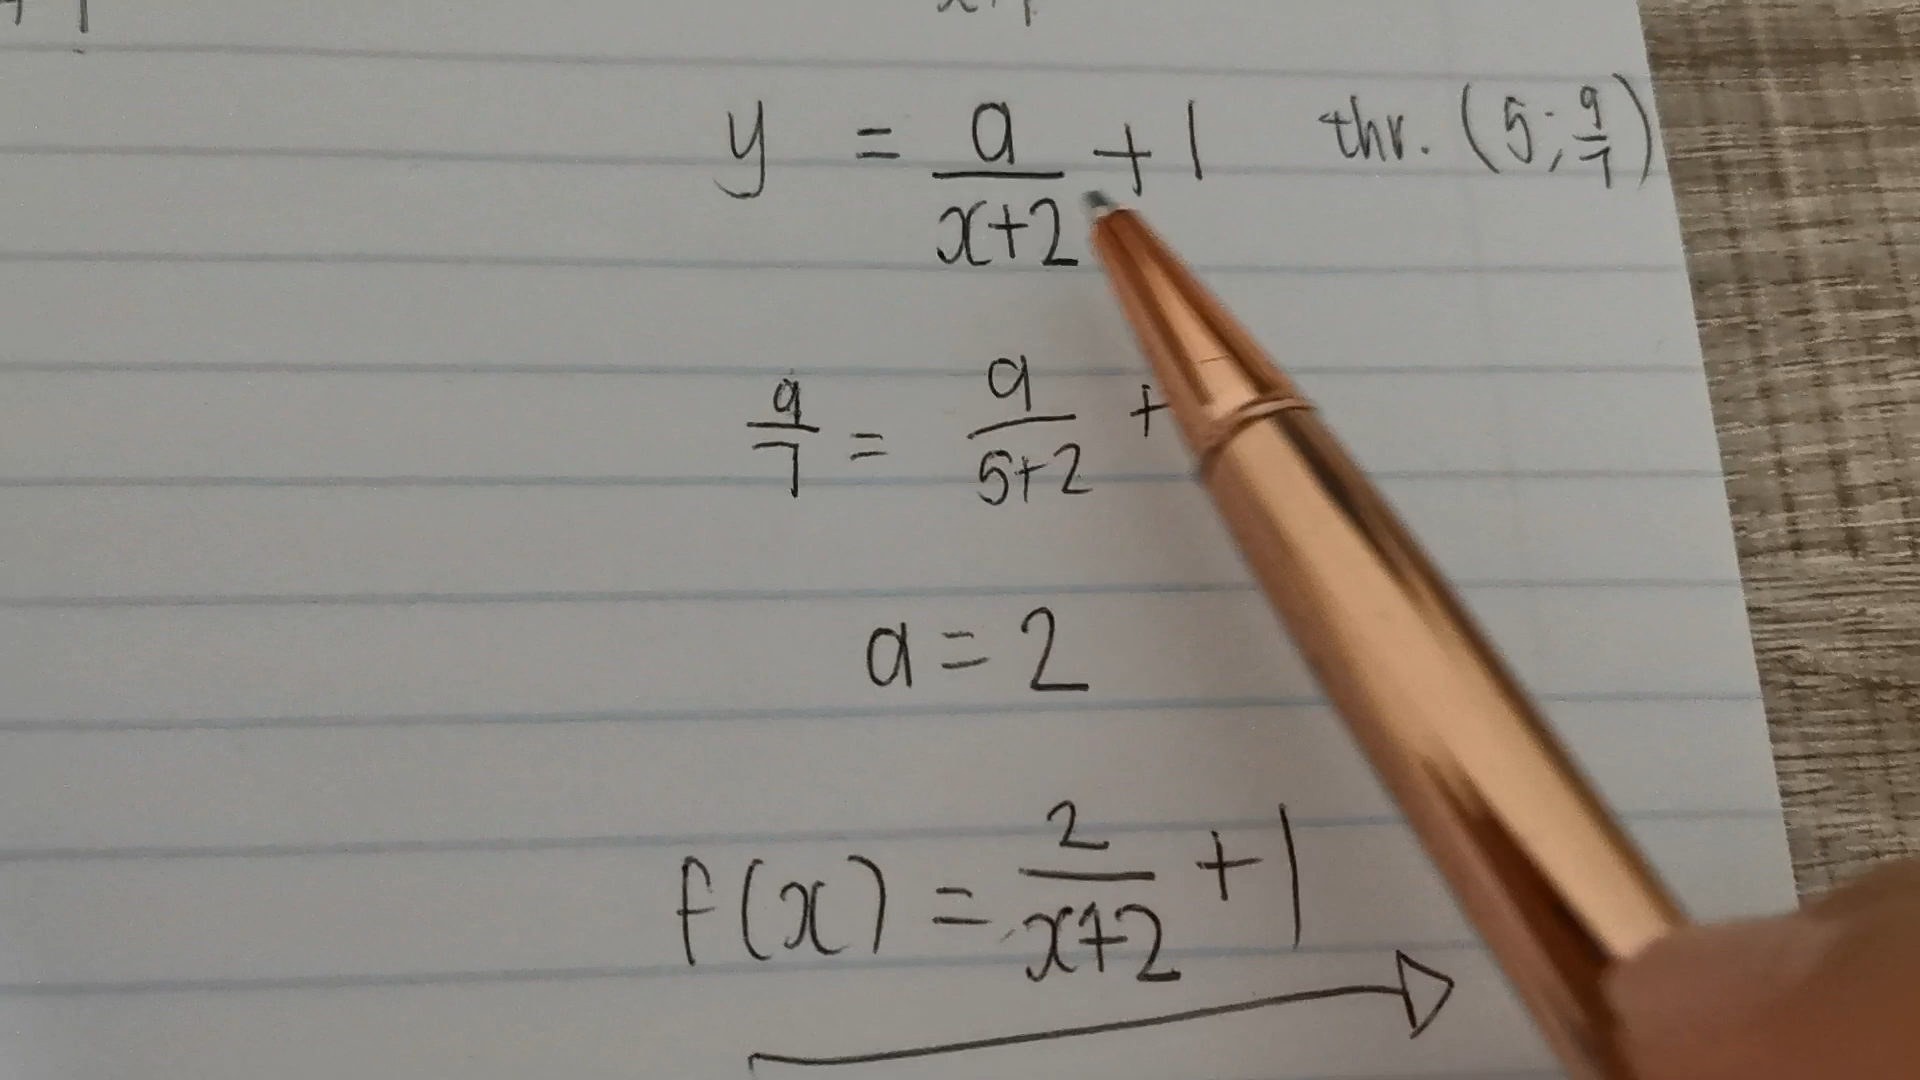 y = a/(x+2) + 1 thr. (5; 9/7)
9/7 = a/(5+2) +
a = 2
f(x) = 2/(x+2) + 1